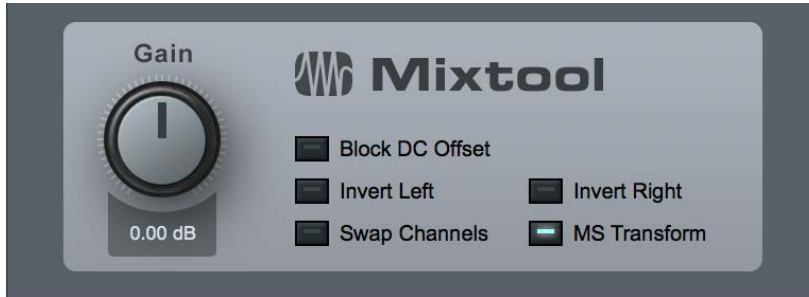 Gain
Mixtool
Block DC Offset
Invert Left Invert Right
0.00 dB Swap Channels MS Transform